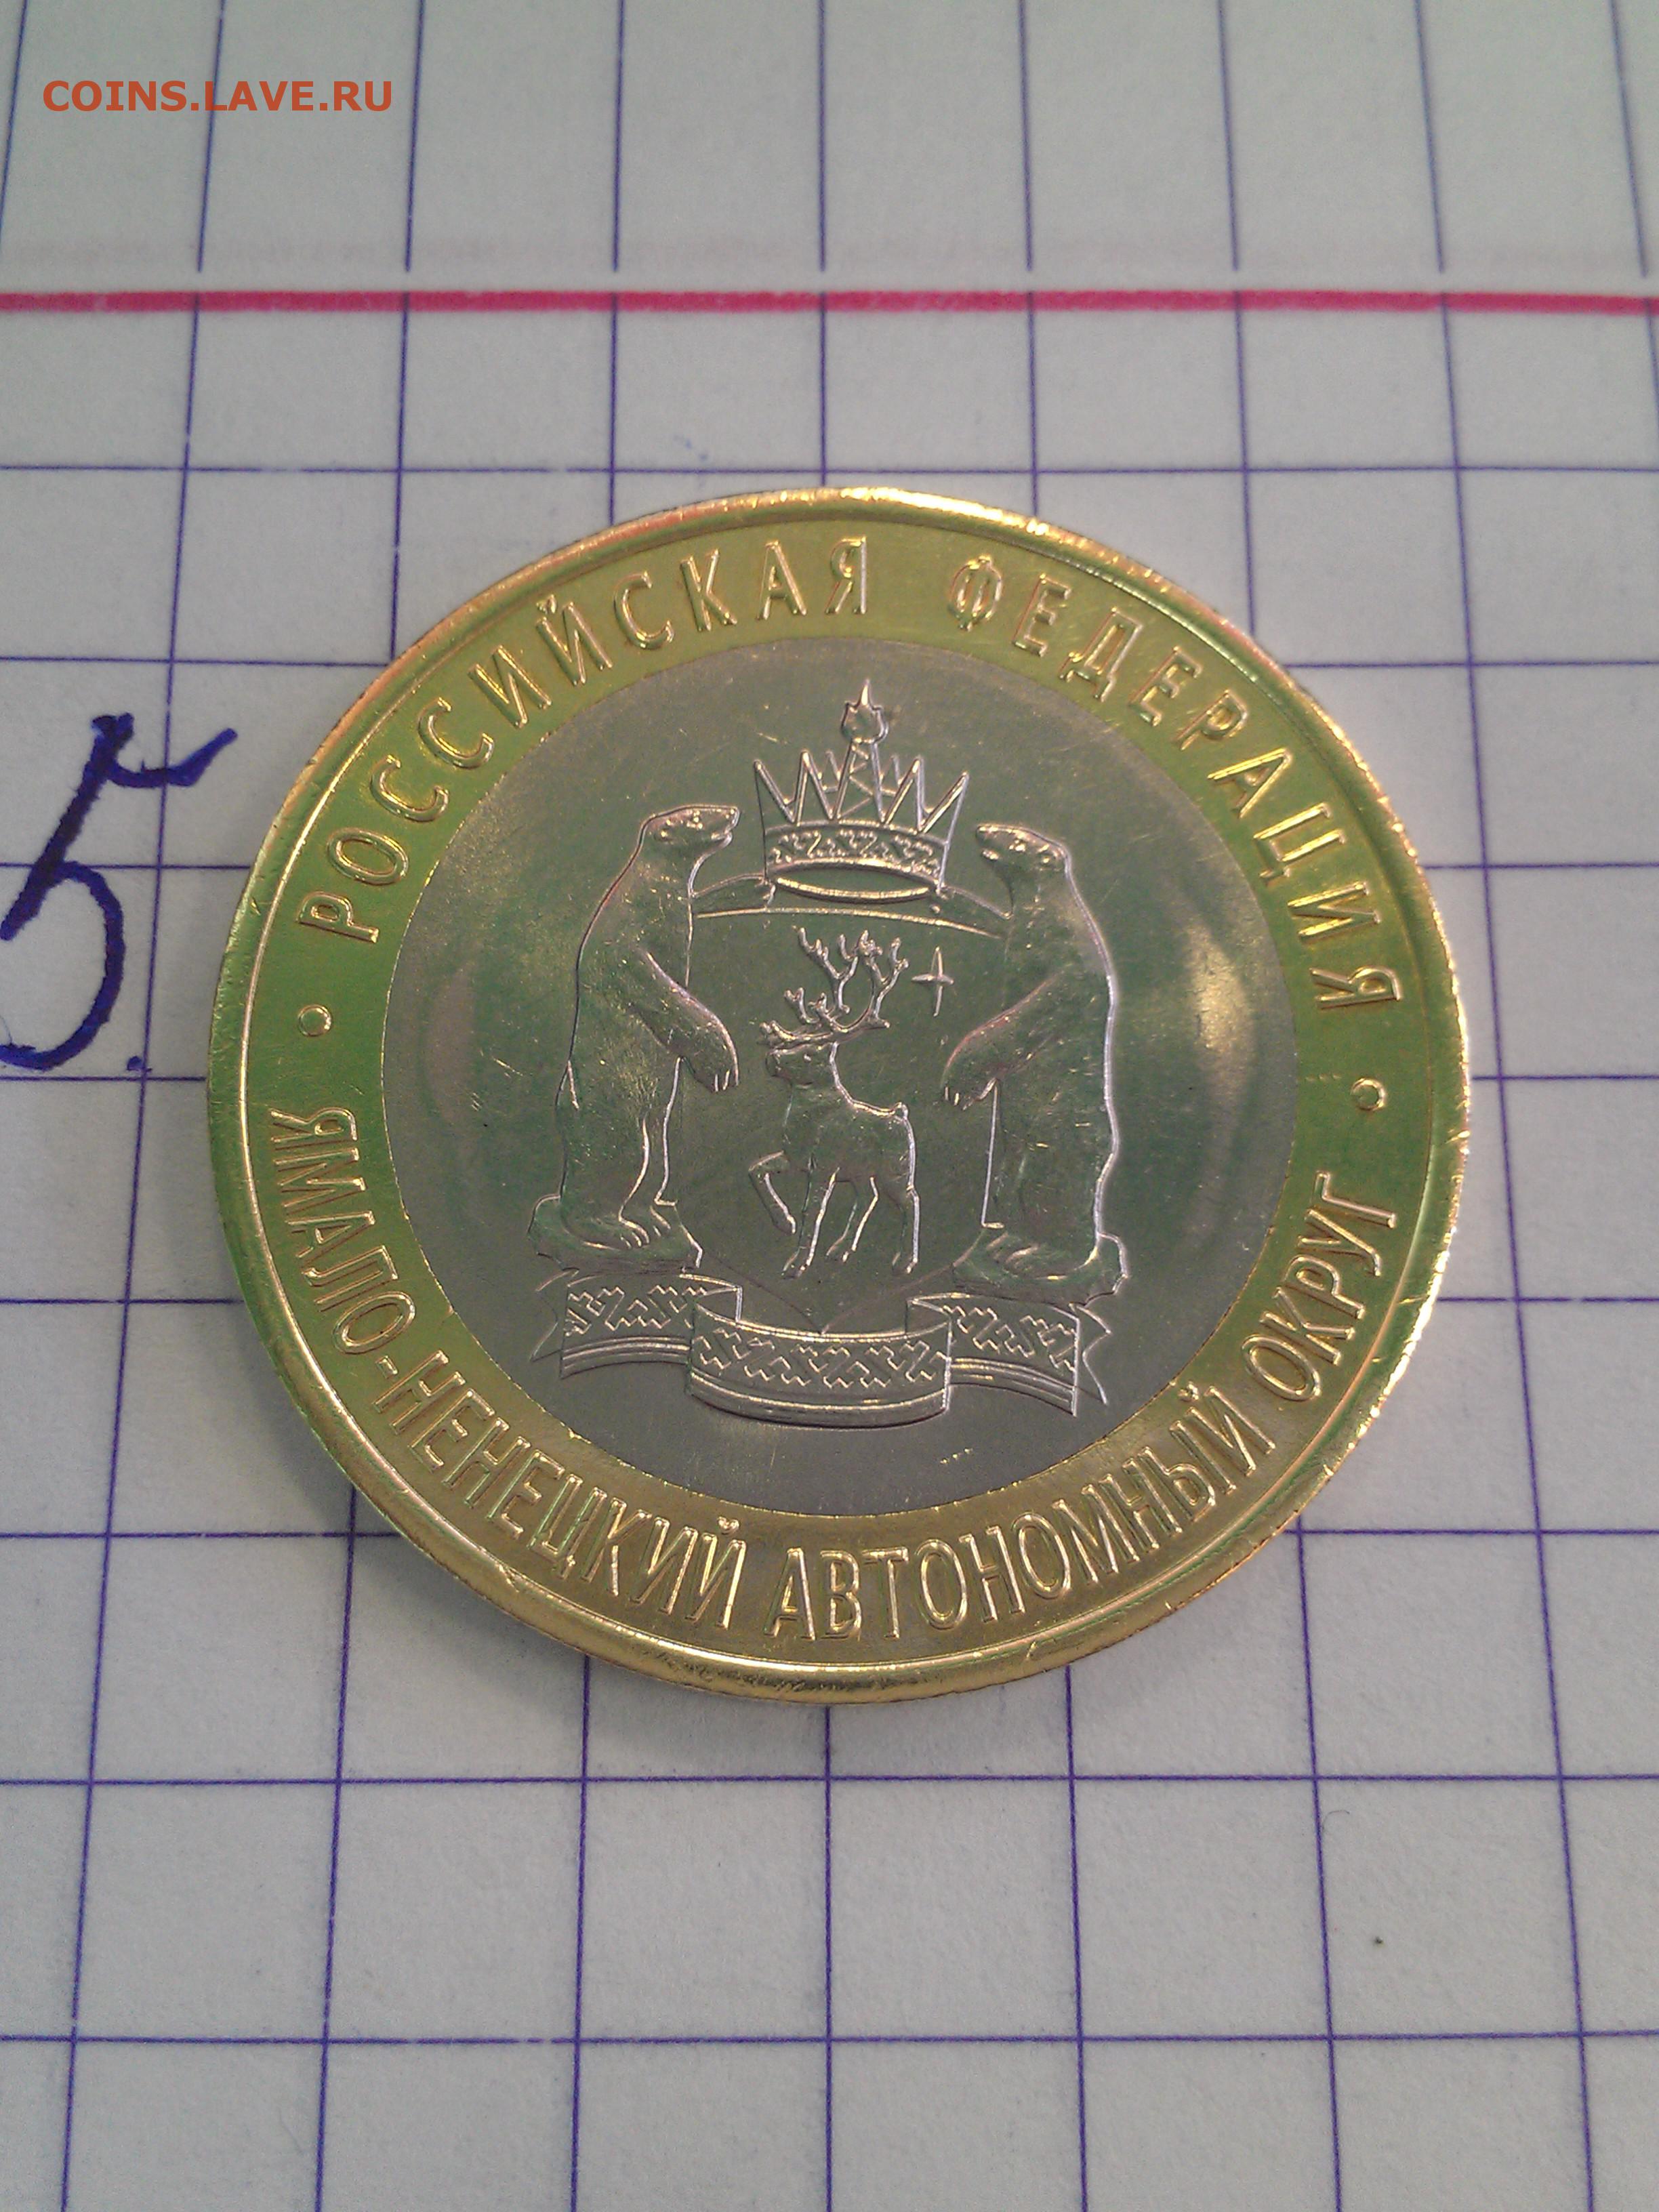 COINS.LAVE.RU
РОССИЙСКАЯ ФЕДЕРАЦИЯ
5.
ЯМАЛО-НЕНЕЦКИЙ АВТОНОМНЫЙ ОКРУГ